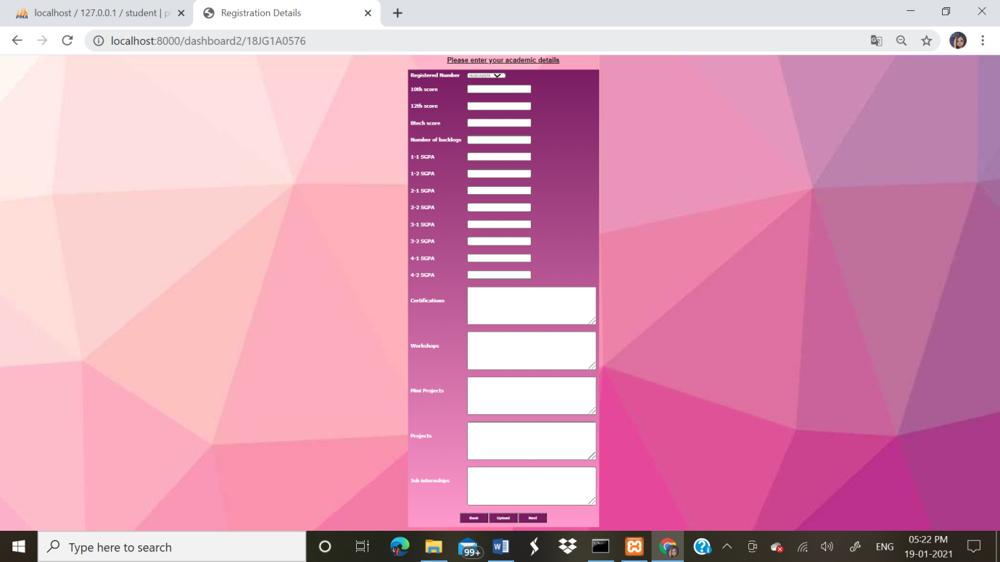 PMA localhost / 127.0.0.1 / student | p
Registration Details
localhost:8000/dashboard2/18JG1A0576
Please enter your academic details
Registered Number 18JG1A0576
10th score
12th score
Btech score
Number of backlogs
1-1 SGPA
1-2 SGPA
2-1 SGPA
2-2 SGPA
3-1 SGPA
3-2 SGPA
4-1 SGPA
4-2 SGPA
Certifications
Workshops
Mini Projects
Projects
Job internships
Back Upload Next
Type here to search
99+
ENG
05:22 PM
19-01-2021